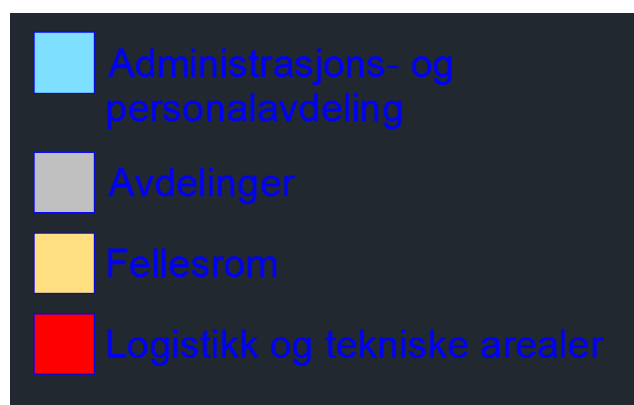 Administrasjons- og
personalavdeling
Avdelinger
Fellesrom
Logistikk og tekniske arealer